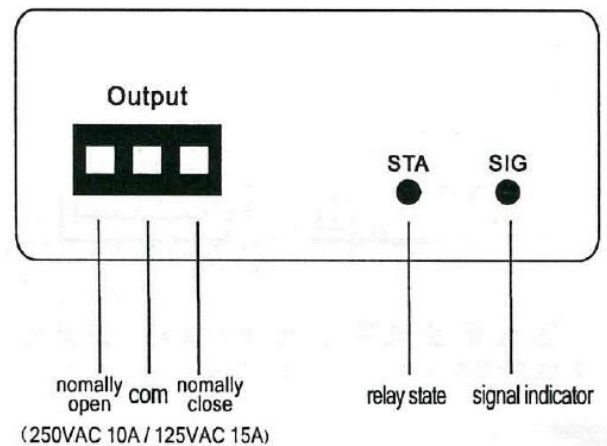 Output
STA SIG
nomally open com nomally close relay state signal indicator
(250VAC 10A / 125VAC 15A)